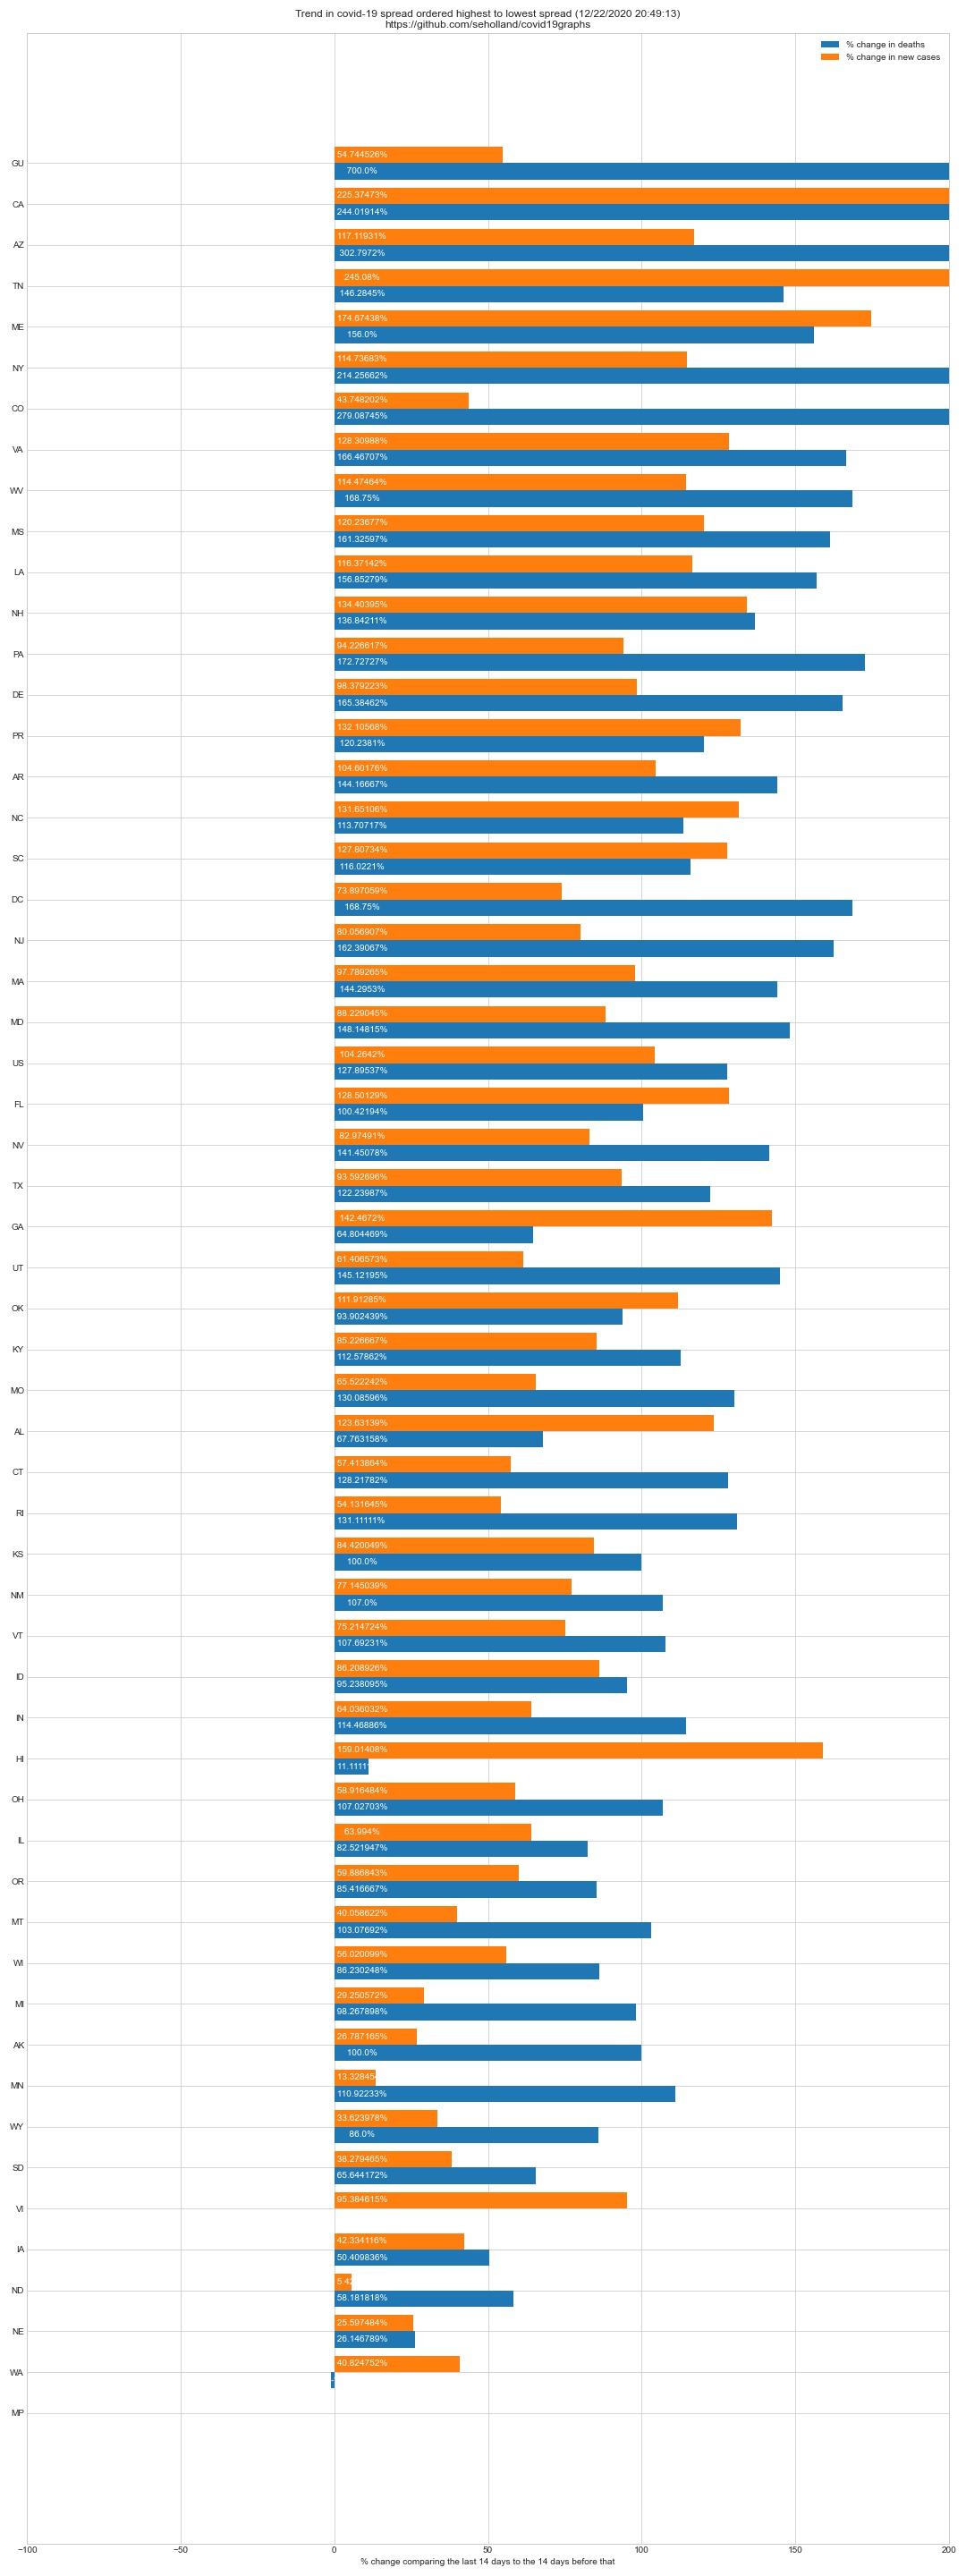 Trend in covid-19 spread ordered highest to lowest spread (12/22/2020 20:49:13)
https://github.com/seholland/covid19graphs
% change in deaths
% change in new cases
54.744526%
GU
700.0%
225.37473%
CA
244.01914%
117.11931%
AZ
302.7972%
245.08%
TN
146.2845%
174.67438%
ME
156.0%
114.73683%
NY
214.25662%
43.748202%
CO
279.08745%
128.30988%
VA
166.46707%
114.47464%
WV
168.75%
120.23677%
MS
161.32597%
116.37142%
LA
156.85279%
134.40395%
NH
136.84211%
94.226617%
PA
172.72727%
98.379223%
DE
165.38462%
132.10568%
PR
120.2381%
104.60176%
AR
144.16667%
131.65106%
NC
113.70717%
127.80734%
SC
116.0221%
73.897059%
DC
168.75%
80.056907%
NJ
162.39067%
97.789265%
MA
144.2953%
88.229045%
MD
148.14815%
104.2642%
US
127.89537%
128.50129%
FL
100.42194%
82.97491%
NV
141.45078%
93.592696%
TX
122.23987%
142.4672%
GA
64.804469%
61.406573%
UT
145.12195%
111.91285%
OK
93.902439%
85.226667%
KY
112.57862%
65.522242%
MO
130.08596%
123.63139%
AL
67.763158%
57.413864%
CT
128.21782%
54.131645%
RI
131.11111%
84.420049%
KS
100.0%
77.145039%
NM
107.0%
75.214724%
VT
107.69231%
86.208926%
ID
95.238095%
64.036032%
IN
114.46886%
159.01408%
HI
11.1111
58.916484%
OH
107.02703%
63.994%
IL
82.521947%
59.886843%
OR
85.416667%
40.058622%
MT
103.07692%
56.020099%
WI
86.230248%
29.250572%
MI
98.267898%
26.787165%
AK
100.0%
13.32845
MN
110.92233%
33.623978%
WY
86.0%
38.279465%
SD
65.644172%
95.384615%
VI
42.334116%
IA
50.409836%
5.4
ND
58.181818%
25.597484%
NE
26.146789%
40.824752%
WA
MP
−100 −50 0 50 100 150 200
% change comparing the last 14 days to the 14 days before that